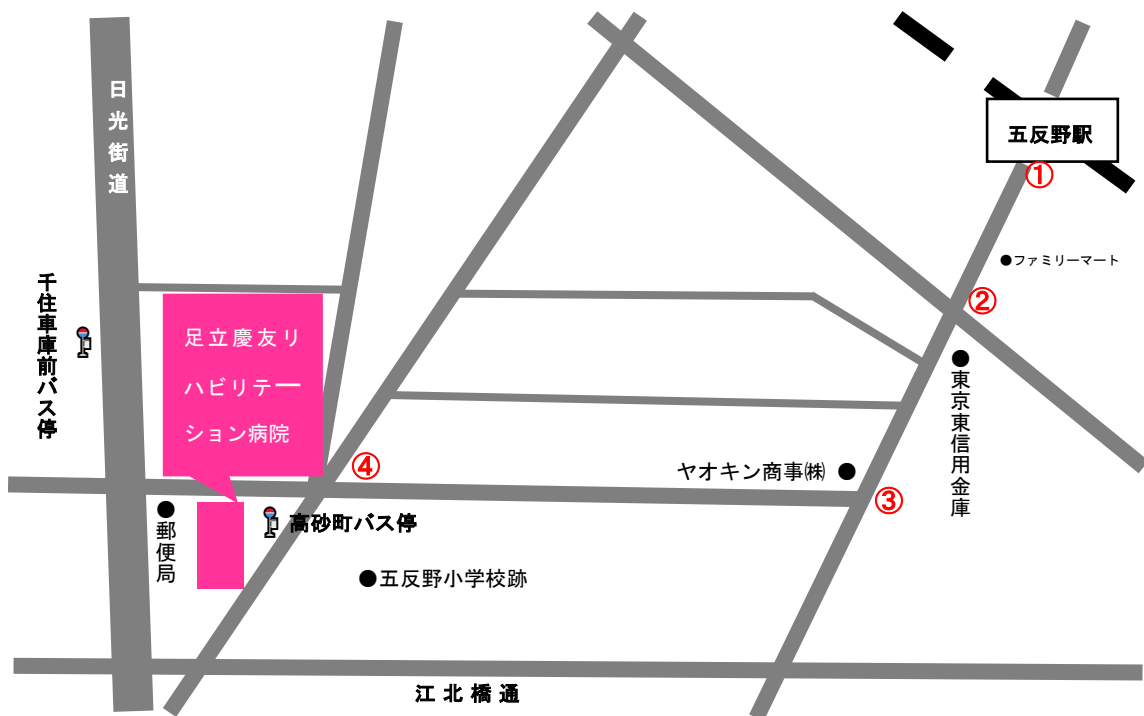 日光街道
五反野駅
①
●ファミリーマート
②
千住車庫前バス停
足立慶友リ
ハビリテー
ション病院
●東京東信用金庫
④
ヤオキン商事㈱ ●
③
●郵便局
高砂町バス停
●五反野小学校跡
江北橋通